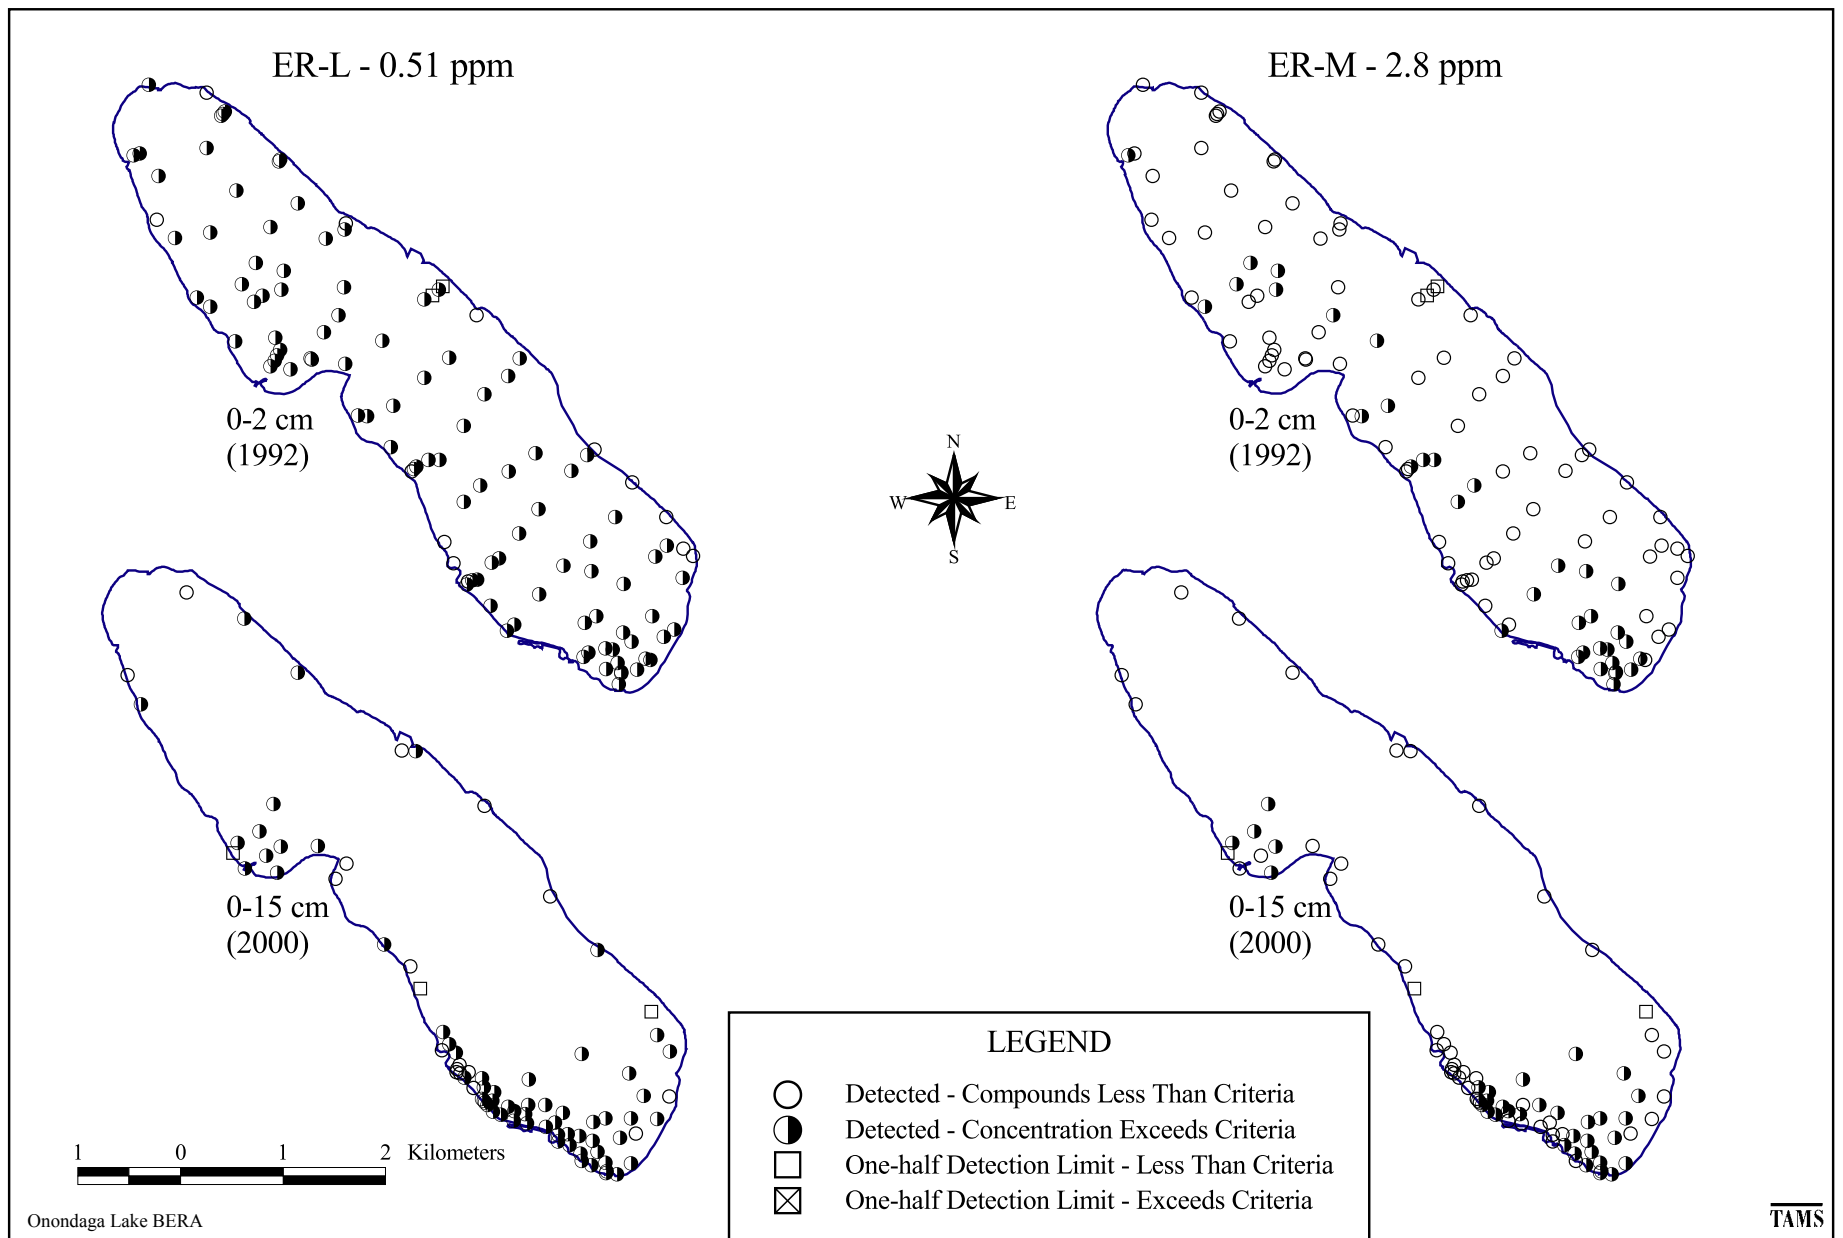 ER-L - 0.51 ppm
ER-M - 2.8 ppm
0-2 cm
(1992)
0-2 cm
(1992)
N
W E
S
0-15 cm
(2000)
0-15 cm
(2000)
LEGEND
Detected - Compounds Less Than Criteria
Detected - Concentration Exceeds Criteria
One-half Detection Limit - Less Than Criteria
One-half Detection Limit - Exceeds Criteria
1 0 1 2 Kilometers
Onondaga Lake BERA
TAMS